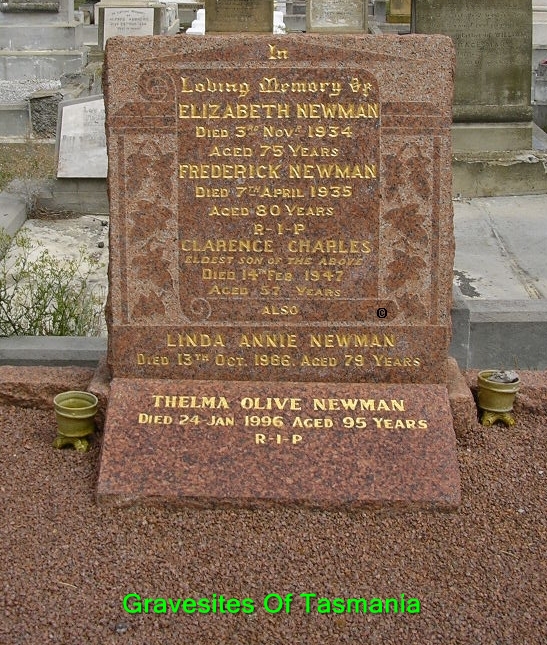 In
Loving Memory Of
ELIZABETH NEWMAN
DIED 3RD NOV. 1934
AGED 75 YEARS
FREDERICK NEWMAN
DIED 7TH APRIL 1935
AGED 80 YEARS
R-I-P
CLARENCE CHARLES
ELDEST SON OF THE ABOVE
DIED 14TH FEB. 1947
AGED 57 YEARS
ALSO
©
LINDA ANNIE NEWMAN
DIED 13TH OCT. 1986. AGED 79 YEARS
THELMA OLIVE NEWMAN
DIED 24-JAN 1996 AGED 95 YEARS
R-I-P
Gravesites Of Tasmania